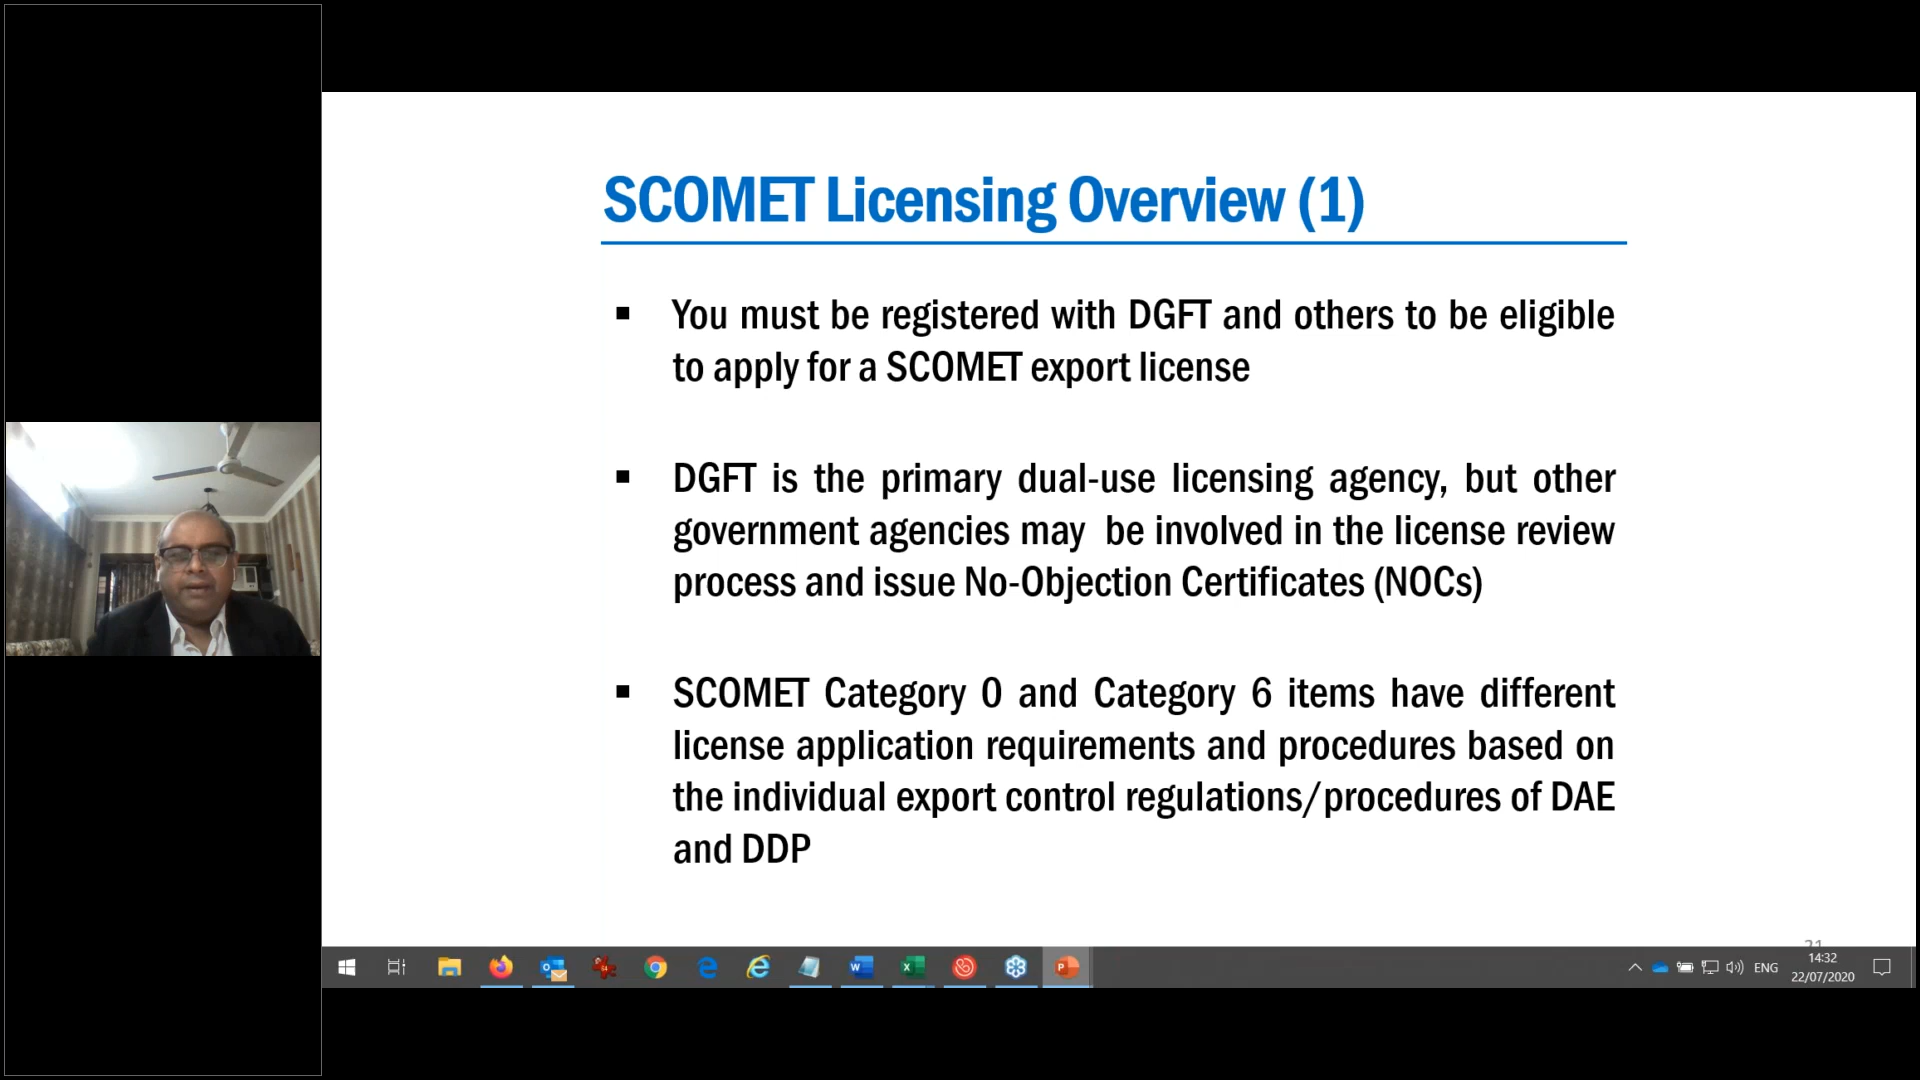 SCOMET Licensing Overview (1)
▪ You must be registered with DGFT and others to be eligible
to apply for a SCOMET export license
▪ DGFT is the primary dual-use licensing agency, but other
government agencies may be involved in the license review
process and issue No-Objection Certificates (NOCs)
▪ SCOMET Category 0 and Category 6 items have different
license application requirements and procedures based on
the individual export control regulations/procedures of DAE
and DDP
ENG
14:32
22/07/2020